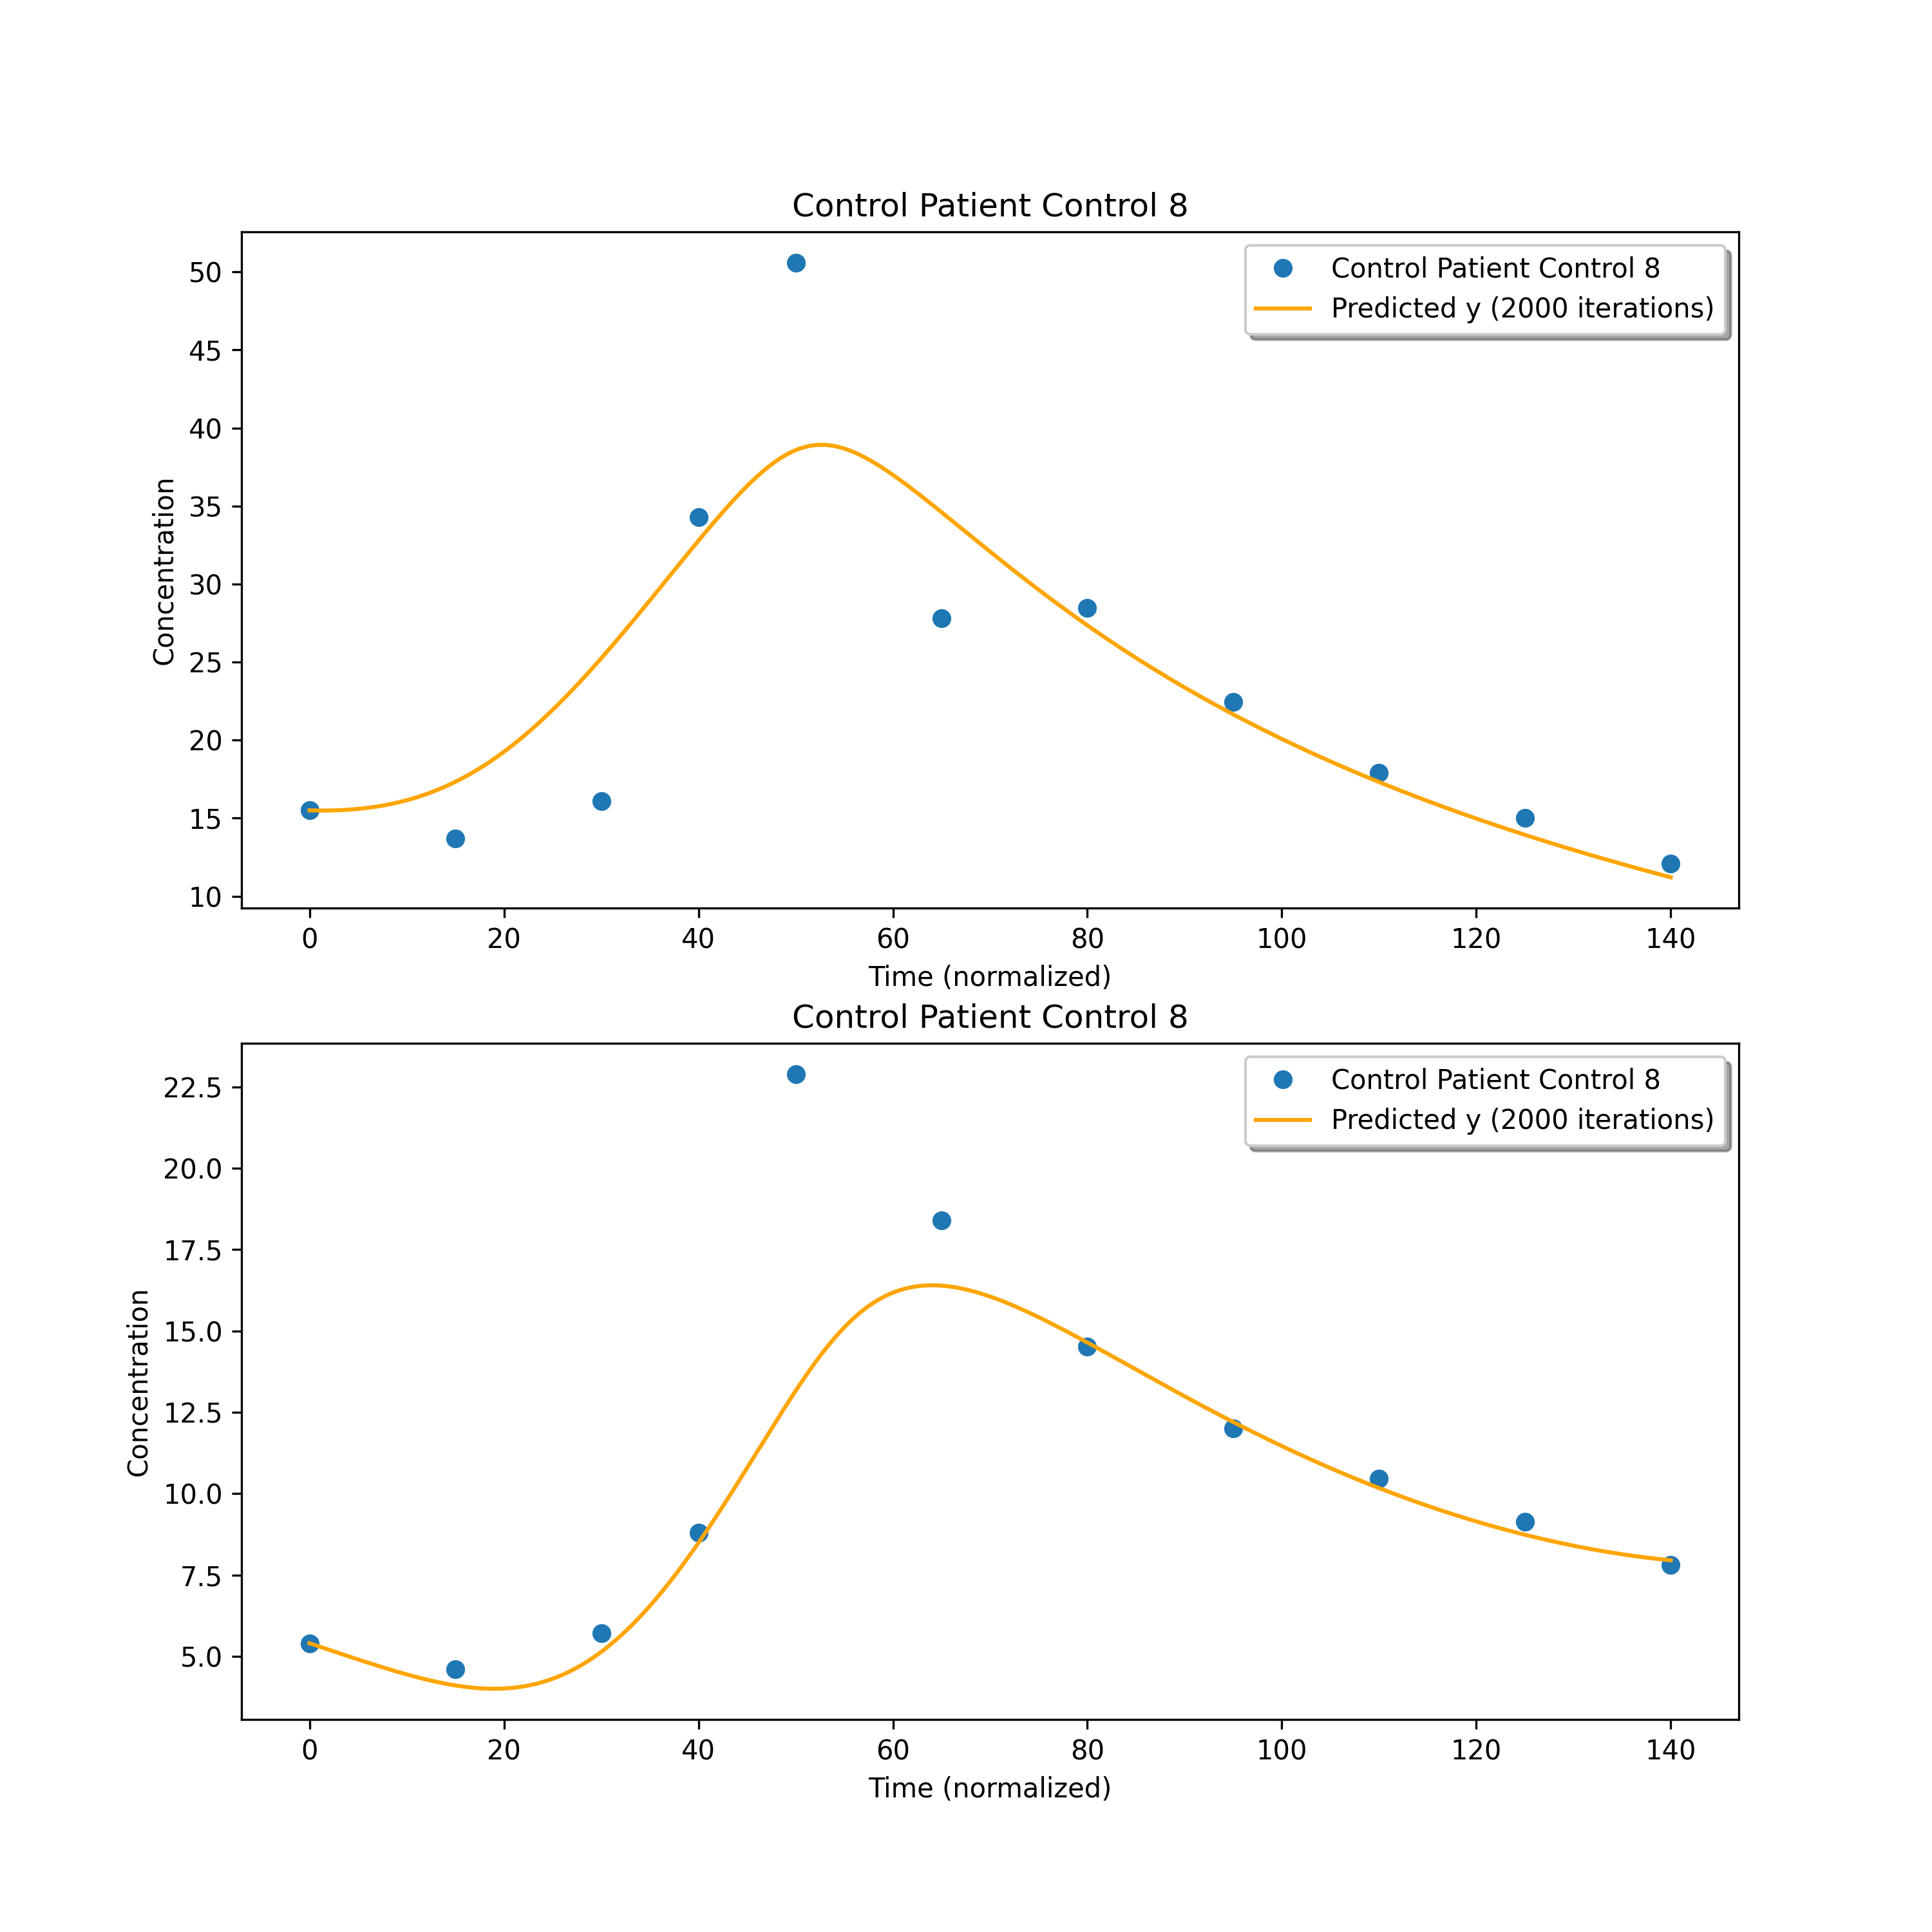 Control Patient Control 8
50
45
40
35
30
25
20
15
10
Concentration
Control Patient Control 8
Predicted y (2000 iterations)
0 20 40 60 80 100 120 140
Time (normalized)
Control Patient Control 8
22.5
20.0
17.5
15.0
12.5
10.0
7.5
5.0
Concentration
Control Patient Control 8
Predicted y (2000 iterations)
0 20 40 60 80 100 120 140
Time (normalized)